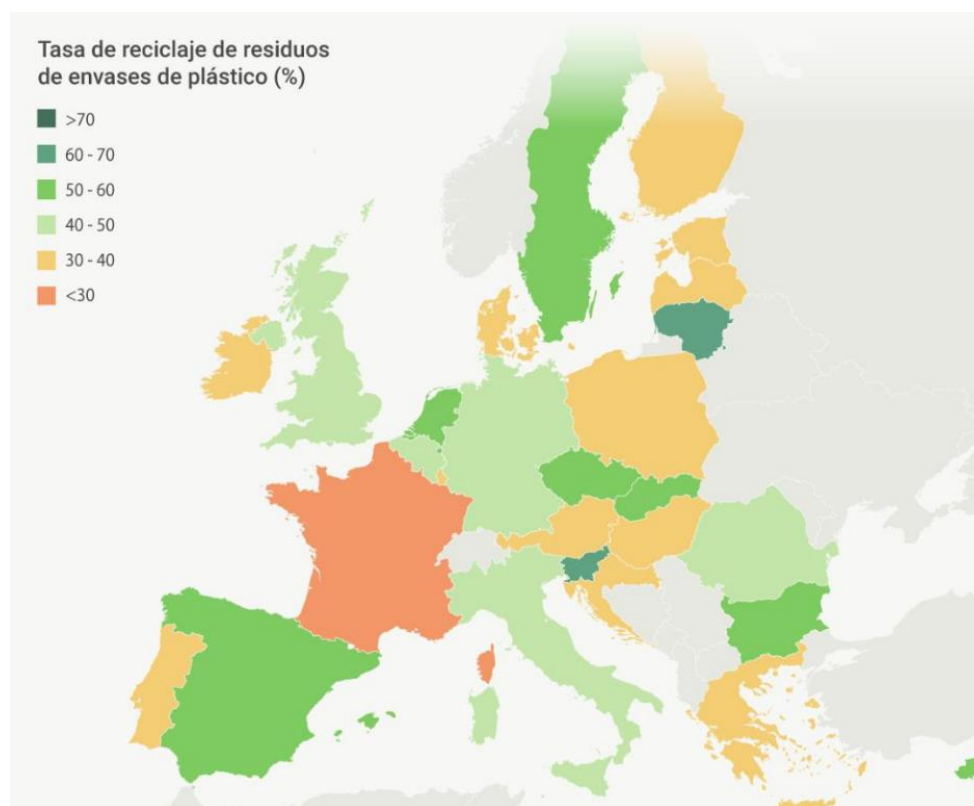 Tasa de reciclaje de residuos
de envases de plástico (%)
>70
60 - 70
50 - 60
40 - 50
30 - 40
<30